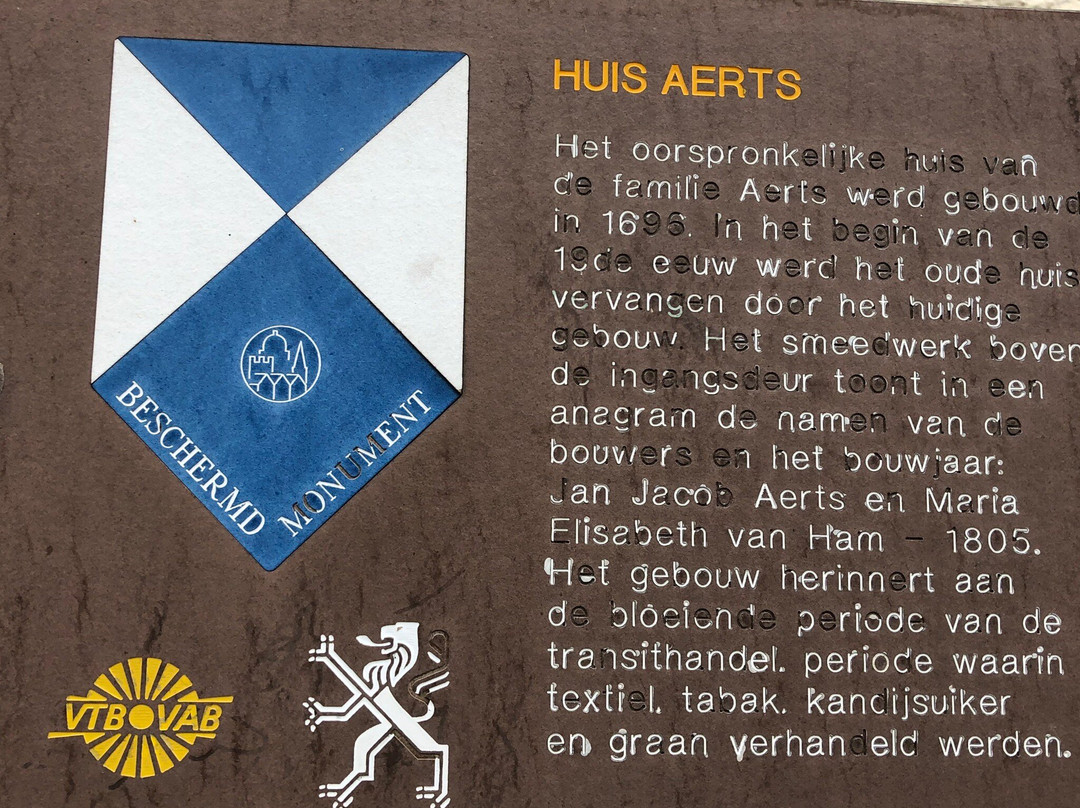 HUIS AERTS
Het oorspronkelijke huis van
de familie Aerts werd gebouwd
in 1696. In het begin van de
19de eeuw werd het oude huis
vervangen door het huidige
gebouw. Het smeedwerk boven
de ingangsdeur toont in een
anagram de namen van de
bouwers en het bouwjaar:
Jan Jacob Aerts en Maria
Elisabeth van Ham - 1805.
Het gebouw herinnert aan
de bloeiende periode van de
transithandel. periode waarin
textiel. tabak. kandijsuiker
en graan verhandeld werden.
BESCHERMD MONUMENT
VTB VAB